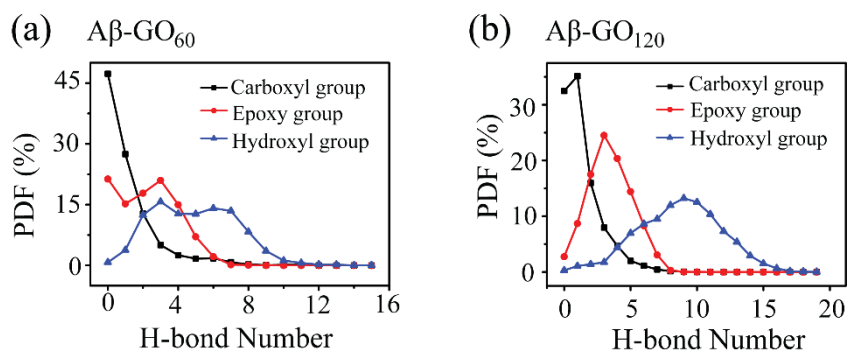 (a) Aβ-GO₆₀
45
30
15
0
PDF (%)
Carboxyl group
Epoxy group
Hydroxyl group
0 4 8 12 16
H-bond Number
(b) Aβ-GO₁₂₀
30
20
10
0
PDF (%)
Carboxyl group
Epoxy group
Hydroxyl group
0 5 10 15 20
H-bond Number